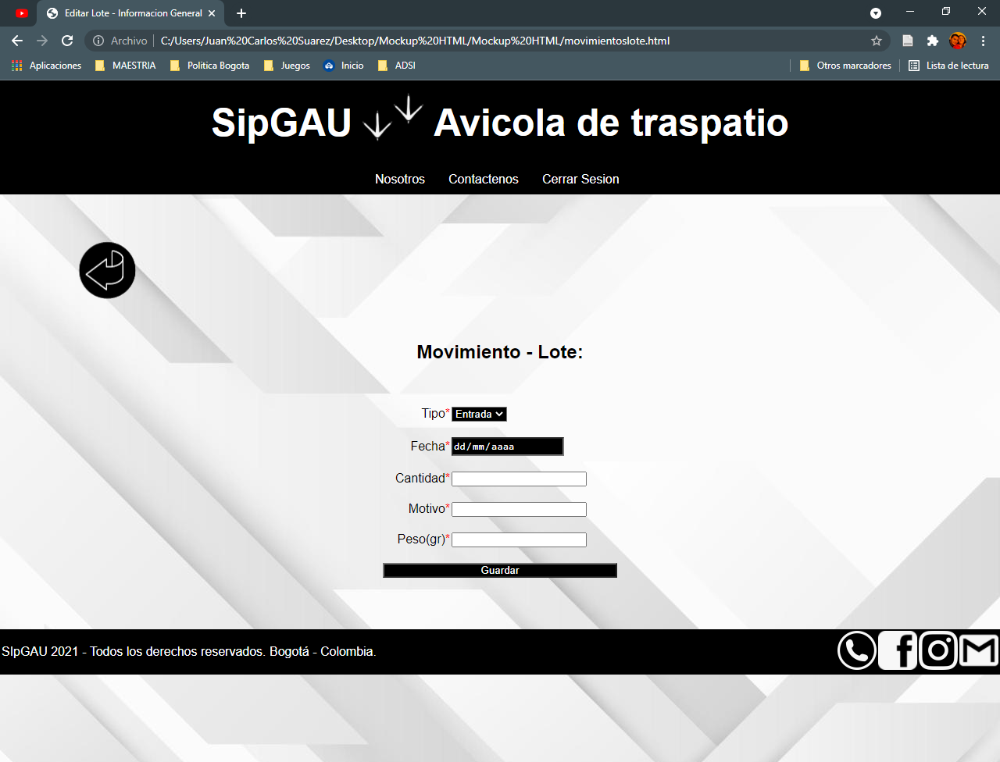 Editar Lote - Informacion General
Archivo C:/Users/Juan%20Carlos%20Suarez/Desktop/Mockup%20HTML/Mockup%20HTML/movimientoslote.html
Aplicaciones MAESTRIA Politica Bogota Juegos Inicio ADSI Otros marcadores Lista de lectura
SipGAU Avicola de traspatio
Nosotros Contactenos Cerrar Sesion
Movimiento - Lote:
Tipo* Entrada
Fecha* dd/mm/aaaa
Cantidad*
Motivo*
Peso(gr)*
Guardar
SIpGAU 2021 - Todos los derechos reservados. Bogotá - Colombia.